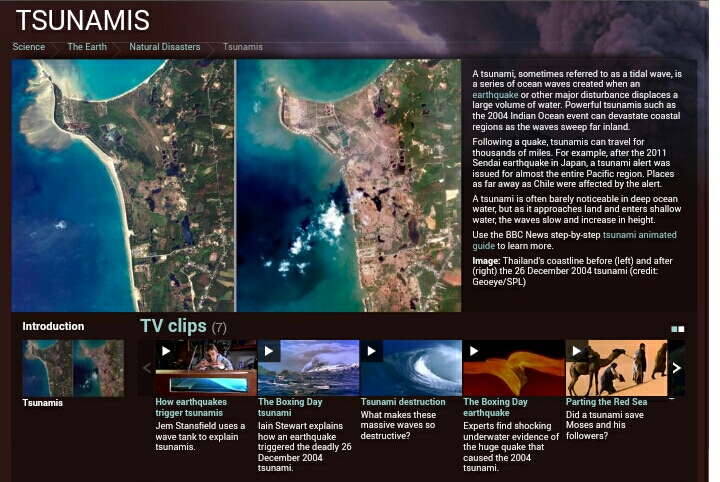 TSUNAMIS
Science
The Earth
Natural Disasters
Tsunamis
A tsunami, sometimes referred to as a tidal wave, is
a series of ocean waves created when an
earthquake or other major disturbance displaces a
large volume of water. Powerful tsunamis such as
the 2004 Indian Ocean event can devastate coastal
regions as the waves sweep far inland.
Following a quake, tsunamis can travel for
thousands of miles. For example, after the 2011
Sendai earthquake in Japan, a tsunami alert was
issued for almost the entire Pacific region. Places
as far away as Chile were affected by the alert.
A tsunami is often barely noticeable in deep ocean
water, but as it approaches land and enters shallow
water, the waves slow and increase in height.
Use the BBC News step-by-step tsunami animated
guide to learn more.
Image: Thailand's coastline before (left) and after
(right) the 26 December 2004 tsunami (credit:
Geoeye/SPL)
Introduction
Tsunamis
TV clips (7)
How earthquakes
trigger tsunamis
Jem Stansfield uses a
wave tank to explain
tsunamis.
The Boxing Day
tsunami
Iain Stewart explains
how an earthquake
triggered the deadly 26
December 2004
tsunami.
Tsunami destruction
What makes these
massive waves so
destructive?
The Boxing Day
earthquake
Experts find shocking
underwater evidence of
the huge quake that
caused the 2004
tsunami.
Parting the Red Sea
Did a tsunami save
Moses and his
followers?